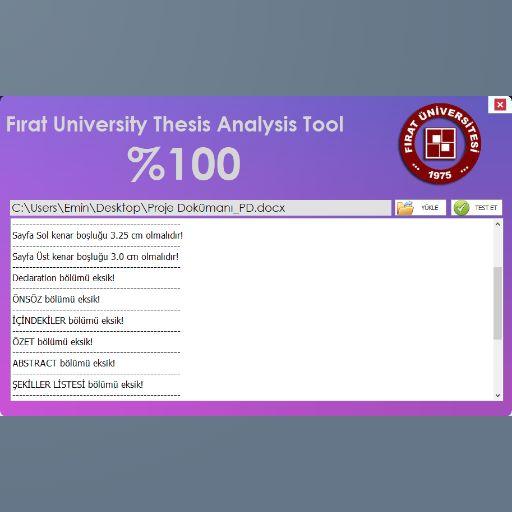 Fırat University Thesis Analysis Tool
%100
FIRAT ÜNİVERSİTESİ
1975
C:\Users\Emin\Desktop\Proje Dokümanı_PD.docx
YÜKLE
TEST ET
Sayfa Sol kenar boşluğu 3.25 cm olmalıdır!
Sayfa Üst kenar boşluğu 3.0 cm olmalıdır!
Declaration bölümü eksik!
ÖNSÖZ bölümü eksik!
İÇİNDEKİLER bölümü eksik!
ÖZET bölümü eksik!
ABSTRACT bölümü eksik!
ŞEKİLLER LİSTESİ bölümü eksik!